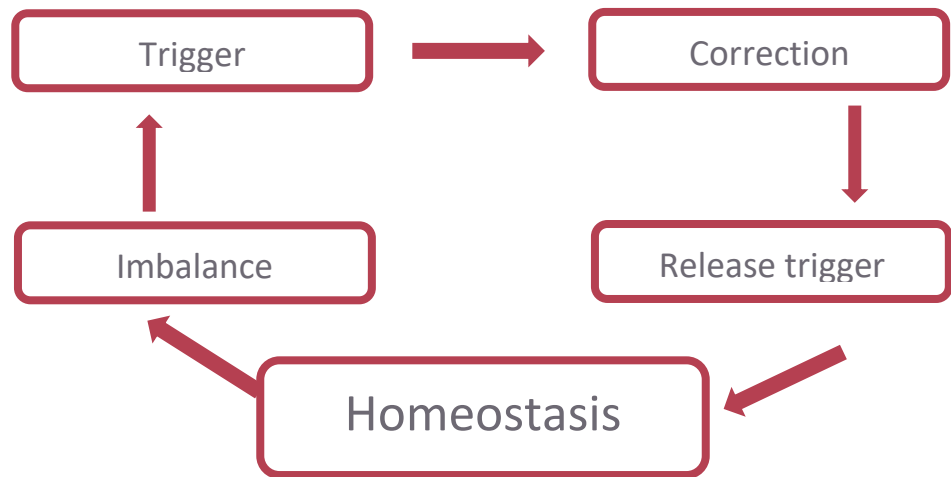 Trigger
Correction
Imbalance
Release trigger
Homeostasis